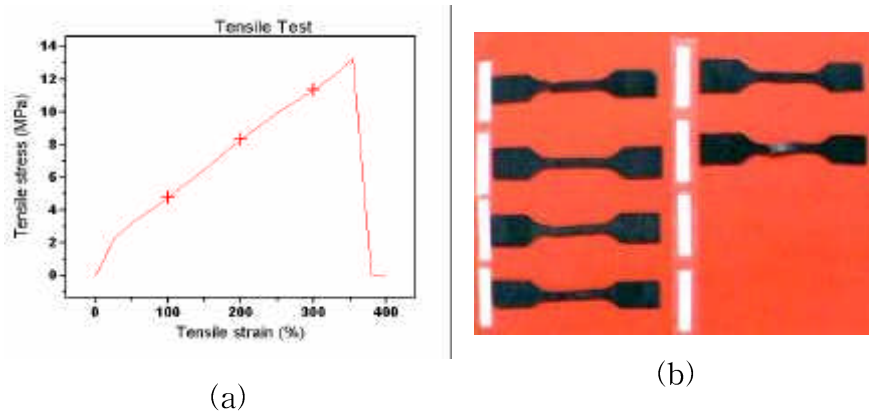 Tensile Test
Tensile stress (MPa)
14
12
10
8
6
4
2
0
0 100 200 300 400
Tensile strain (%)
(a)
(b)